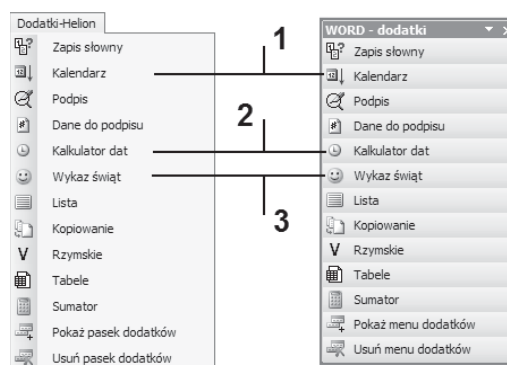 Dodatki-Helion
Zapis słowny
Kalendarz
Podpis
Dane do podpisu
Kalkulator dat
Wykaz świąt
Lista
Kopiowanie
Rzymskie
Tabele
Sumator
Pokaż pasek dodatków
Usuń pasek dodatków
1
2
3
WORD - dodatki
Zapis słowny
Kalendarz
Podpis
Dane do podpisu
Kalkulator dat
Wykaz świąt
Lista
Kopiowanie
Rzymskie
Tabele
Sumator
Pokaż menu dodatków
Usuń menu dodatków